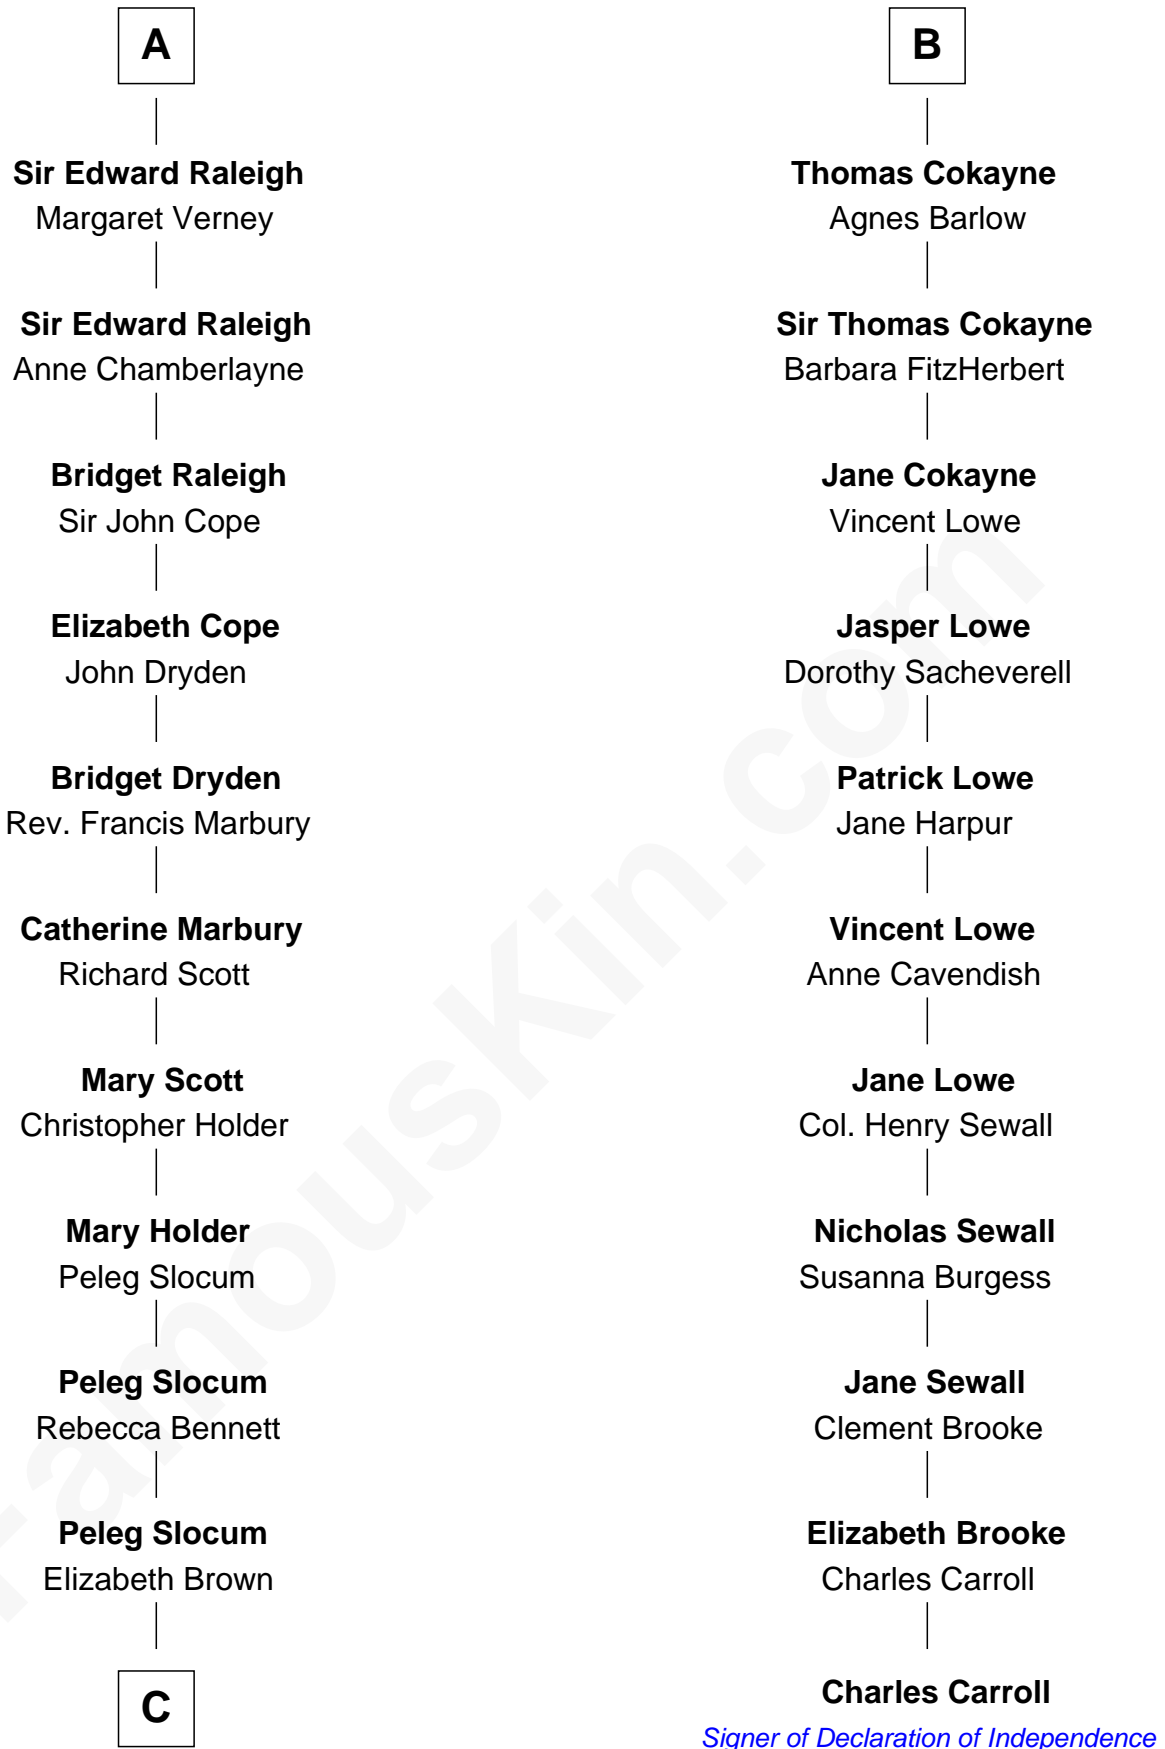 A
Sir Edward Raleigh
Margaret Verney
Sir Edward Raleigh
Anne Chamberlayne
Bridget Raleigh
Sir John Cope
Elizabeth Cope
John Dryden
Bridget Dryden
Rev. Francis Marbury
Catherine Marbury
Richard Scott
Mary Scott
Christopher Holder
Mary Holder
Peleg Slocum
Peleg Slocum
Rebecca Bennett
Peleg Slocum
Elizabeth Brown
C
B
Thomas Cokayne
Agnes Barlow
Sir Thomas Cokayne
Barbara FitzHerbert
Jane Cokayne
Vincent Lowe
Jasper Lowe
Dorothy Sacheverell
Patrick Lowe
Jane Harpur
Vincent Lowe
Anne Cavendish
Jane Lowe
Col. Henry Sewall
Nicholas Sewall
Susanna Burgess
Jane Sewall
Clement Brooke
Elizabeth Brooke
Charles Carroll
Charles Carroll
Signer of Declaration of Independence
FamousKin.com